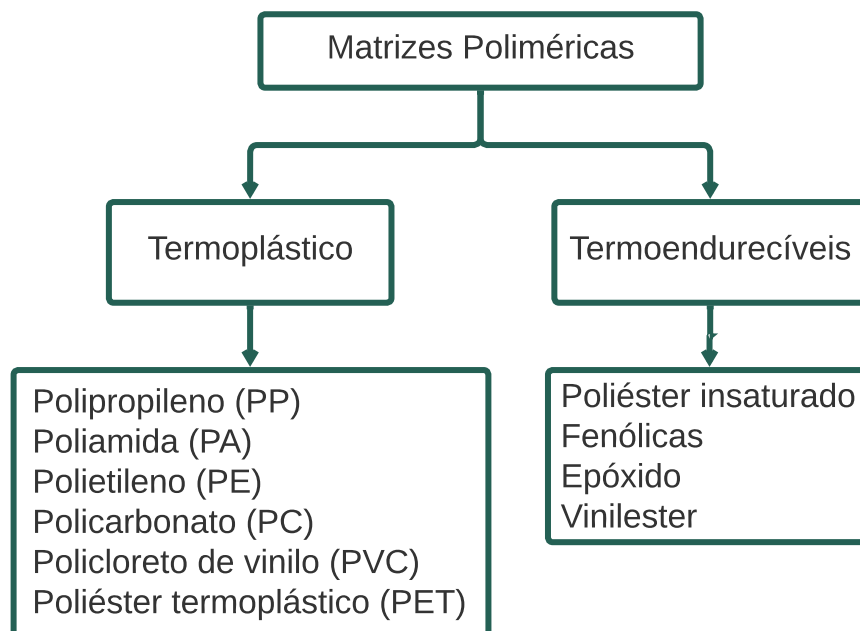 Matrizes Poliméricas
Termoplástico
Termoendurecíveis
Polipropileno (PP)
Poliamida (PA)
Polietileno (PE)
Policarbonato (PC)
Policloreto de vinilo (PVC)
Poliéster termoplástico (PET)
Poliéster insaturado
Fenólicas
Epóxido
Vinilester